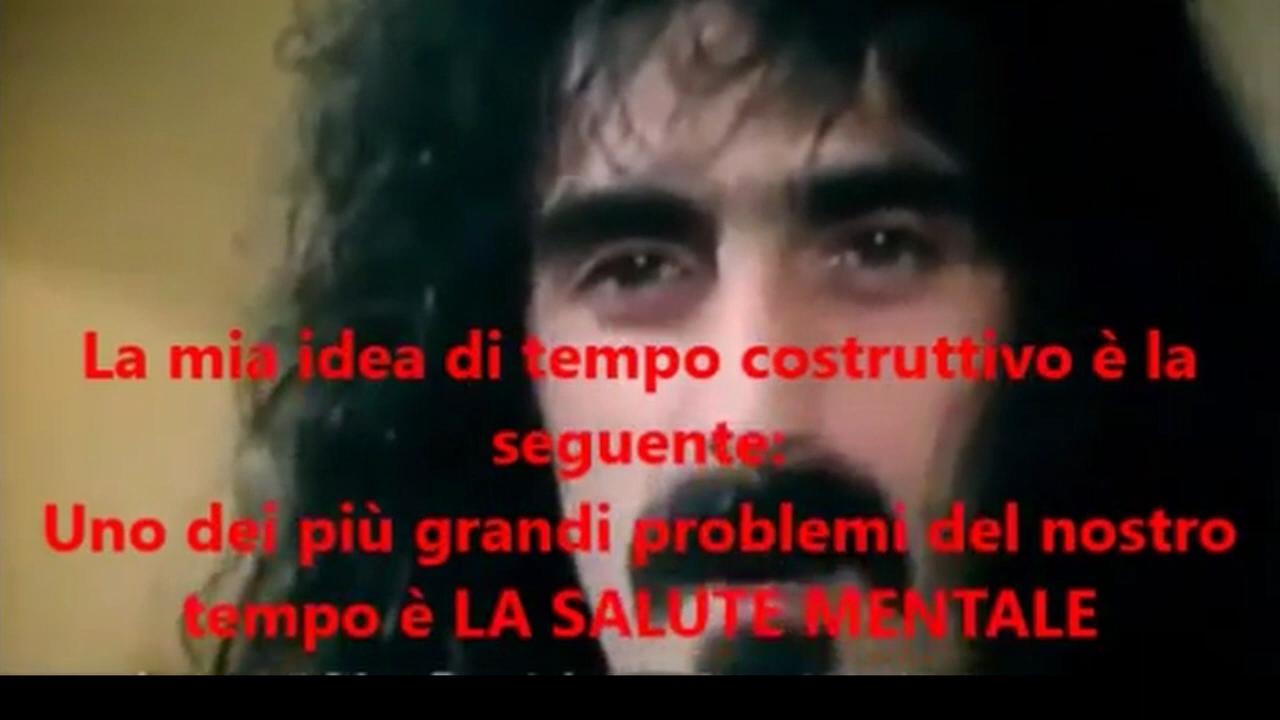 La mia idea di tempo costruttivo è la
seguente:
Uno dei più grandi problemi del nostro
tempo è LA SALUTE MENTALE